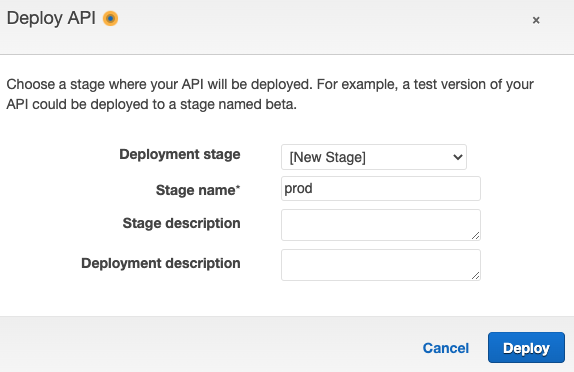 Deploy API
×
Choose a stage where your API will be deployed. For example, a test version of your
API could be deployed to a stage named beta.
Deployment stage [New Stage]
Stage name* prod
Stage description
Deployment description
Cancel Deploy